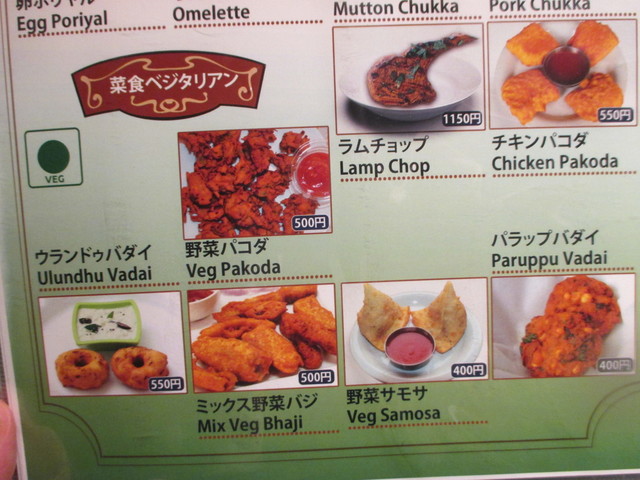 Egg Poriyal
Omelette
Mutton Chukka
Pork Chukka
菜食ベジタリアン
1150円
550円
VEG
ラムチョップ
Lamp Chop
チキンパコダ
Chicken Pakoda
500円
ウランドゥバダイ
Ulundhu Vadai
野菜パコダ
Veg Pakoda
パラップバダイ
Paruppu Vadai
550円
500円
400円
400円
ミックス野菜バジ
Mix Veg Bhaji
野菜サモサ
Veg Samosa